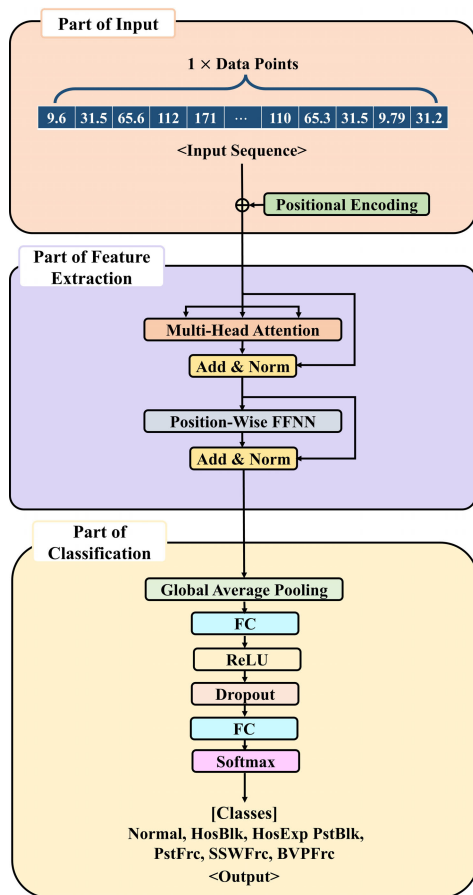 Part of Input
1 × Data Points
9.6 31.5 65.6 112 171 ... 110 65.3 31.5 9.79 31.2
<Input Sequence>
Positional Encoding
Part of Feature
Extraction
Multi-Head Attention
Add & Norm
Position-Wise FFNN
Add & Norm
Part of
Classification
Global Average Pooling
FC
ReLU
Dropout
FC
Softmax
[Classes]
Normal, HosBlk, HosExp PstBlk,
PstFrc, SSWFrc, BVPFrc
<Output>